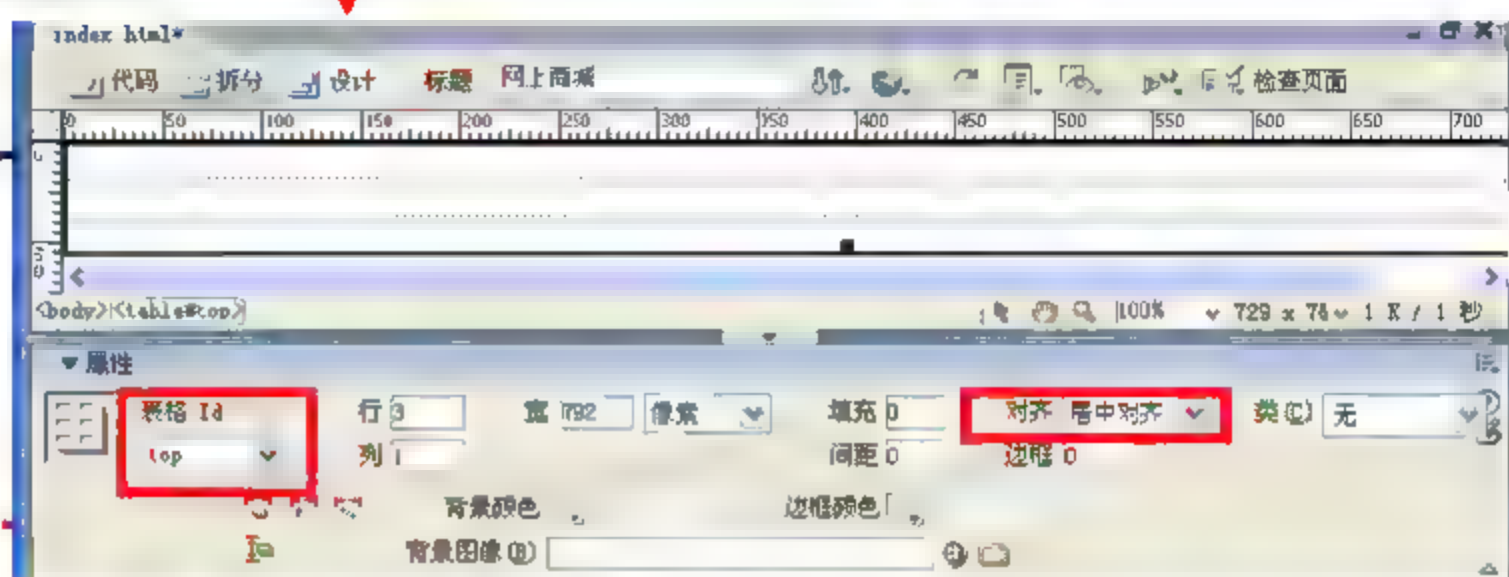 index html*
代码 拆分 设计 标题 网上商城 检查页面
0 50 100 150 200 250 300 350 400 450 500 550 600 650 700
<body><table#top> 100% 729 x 74 1 K / 1 秒
属性
表格 Id 行 3 宽 792 像素 填充 0 对齐 居中对齐 类(C) 无
top 列 1 间距 0 边框 0
背景颜色 边框颜色
背景图像(B)